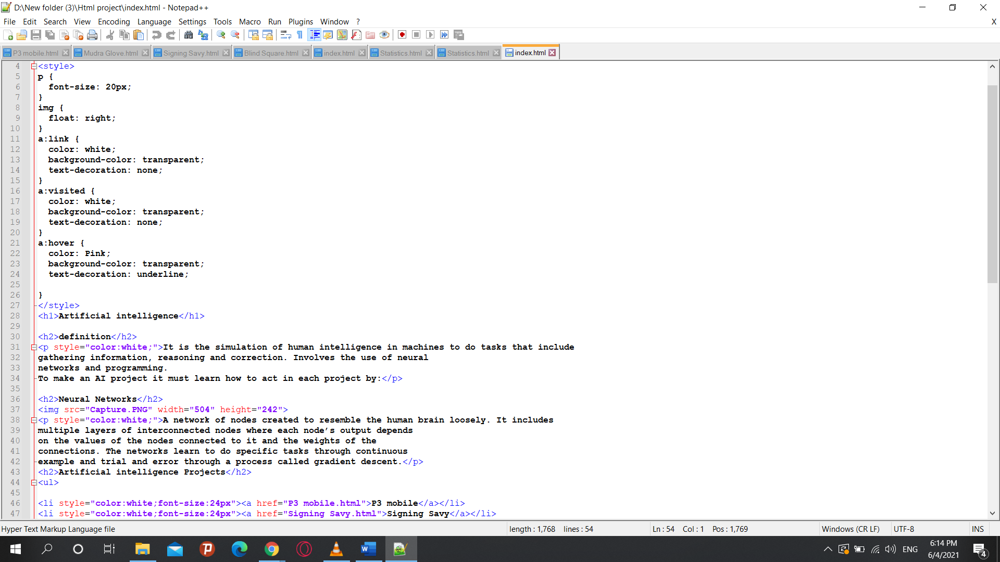 D:\New folder (3)\Html project\index.html - Notepad++
File Edit Search View Encoding Language Settings Tools Macro Run Plugins Window ? X
P3 mobile.html Mudra Glove.html Signing Savy.html Blind Square.html index.html Statistics.html Statistics.html index.html
4 <style>
5 p {
6 font-size: 20px;
7 }
8 img {
9 float: right;
10 }
11 a:link {
12 color: white;
13 background-color: transparent;
14 text-decoration: none;
15 }
16 a:visited {
17 color: white;
18 background-color: transparent;
19 text-decoration: none;
20 }
21 a:hover {
22 color: Pink;
23 background-color: transparent;
24 text-decoration: underline;
25
26 }
27 </style>
28 <h1>Artificial intelligence</h1>
29
30 <h2>definition</h2>
31 <p style="color:white;">It is the simulation of human intelligence in machines to do tasks that include
32 gathering information, reasoning and correction. Involves the use of neural
33 networks and programming.
34 To make an AI project it must learn how to act in each project by:</p>
35
36 <h2>Neural Networks</h2>
37 <img src="Capture.PNG" width="504" height="242">
38 <p style="color:white;">A network of nodes created to resemble the human brain loosely. It includes
39 multiple layers of interconnected nodes where each node’s output depends
40 on the values of the nodes connected to it and the weights of the
41 connections. The networks learn to do specific tasks through continuous
42 example and trial and error through a process called gradient descent.</p>
43 <h2>Artificial intelligence Projects</h2>
44 <ul>
45
46 <li style="color:white;font-size:24px"><a href="P3 mobile.html">P3 mobile</a></li>
47 <li style="color:white;font-size:24px"><a href="Signing Savy.html">Signing Savy</a></li>
Hyper Text Markup Language file length : 1,768 lines : 54 Ln : 54 Col : 1 Pos : 1,769 Windows (CR LF) UTF-8 INS
ENG 6:14 PM
6/4/2021
4